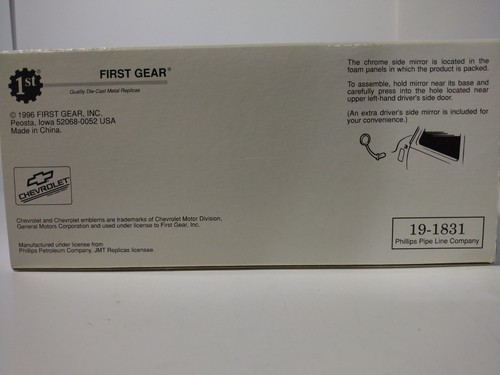 1st
FIRST GEAR®
Quality Die-Cast Metal Replicas
© 1996 FIRST GEAR, INC.
Peosta, Iowa 52068-0052 USA
Made in China.
CHEVROLET
Chevrolet and Chevrolet emblems are trademarks of Chevrolet Motor Division,
General Motors Corporation and used under license to First Gear, Inc.
Manufactured under license from
Phillips Petroleum Company, JMT Replicas licensee.
The chrome side mirror is located in the
foam panels in which the product is packed.
To assemble, hold mirror near its base and
carefully press into the hole located near
upper left-hand driver's side door.
(An extra driver's side mirror is included for
your convenience.)
19-1831
Phillips Pipe Line Company